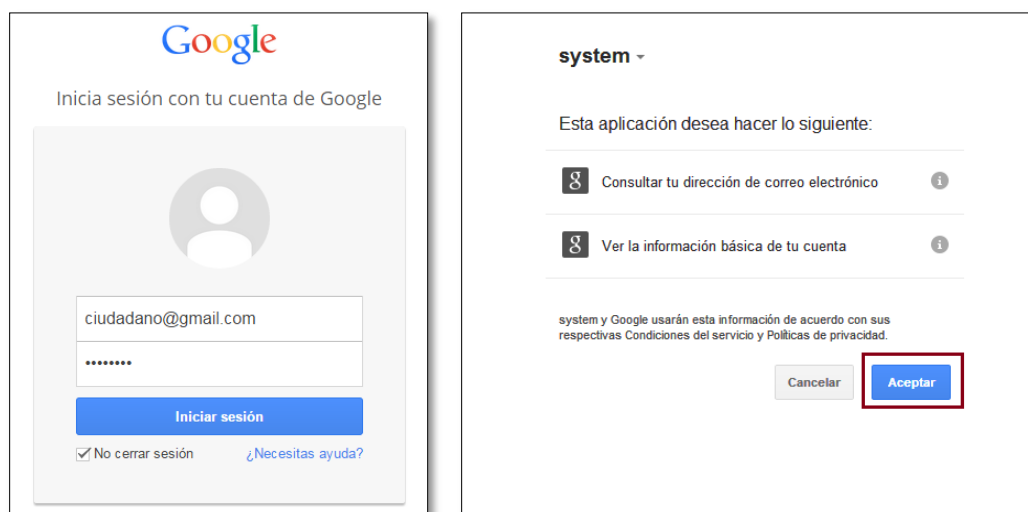 Google
Inicia sesión con tu cuenta de Google
ciudadano@gmail.com
••••••••
Iniciar sesión
No cerrar sesión
¿Necesitas ayuda?
system
Esta aplicación desea hacer lo siguiente:
g Consultar tu dirección de correo electrónico i
g Ver la información básica de tu cuenta i
system y Google usarán esta información de acuerdo con sus
respectivas Condiciones del servicio y Políticas de privacidad.
Cancelar
Aceptar